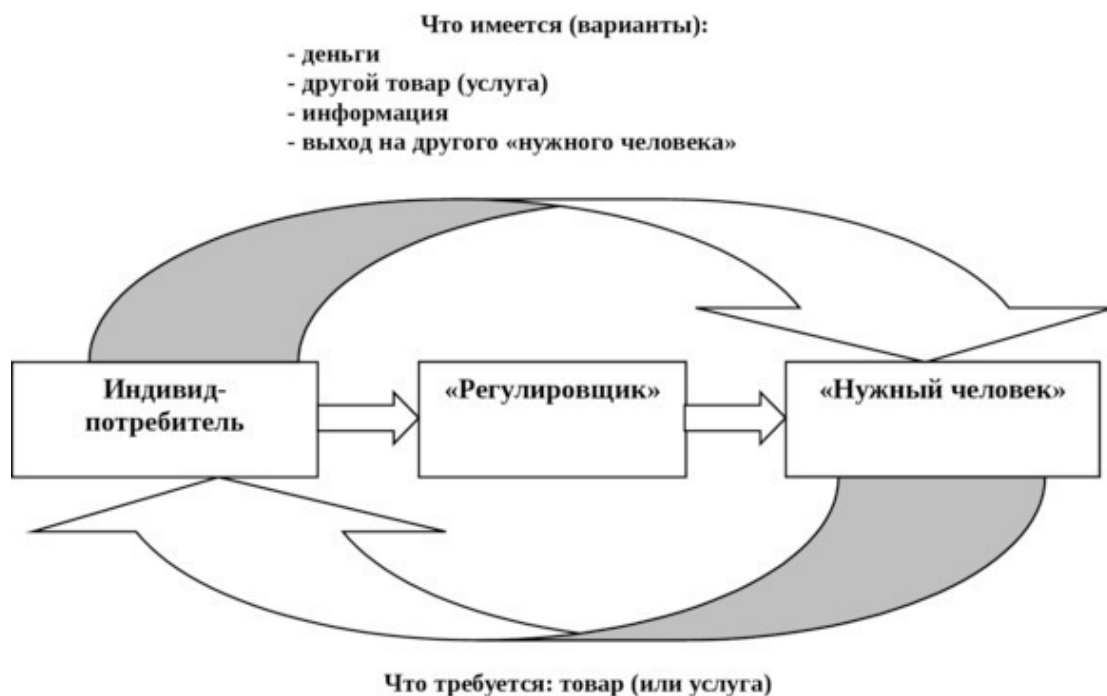 Что имеется (варианты):
- деньги
- другой товар (услуга)
- информация
- выход на другого «нужного человека»
Индивид-
потребитель
«Регулировщик»
«Нужный человек»
Что требуется: товар (или услуга)